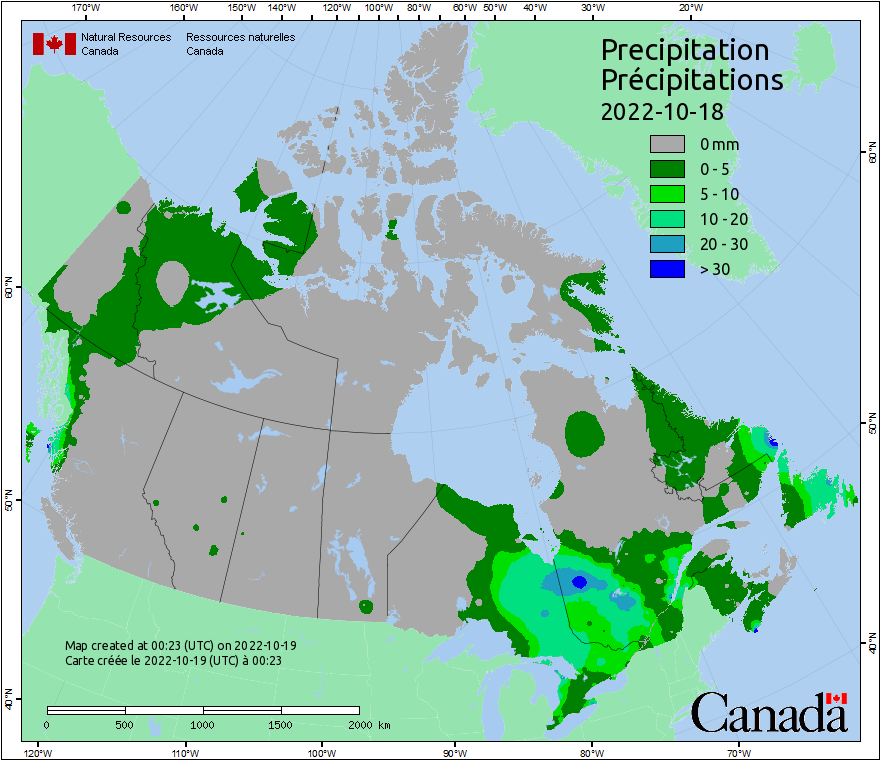 170°W 160°W 150°W 140°W 130°W 120°W 110°W 100°W 90°W 80°W 70°W 60°W 50°W 40°W 30°W 20°W
Natural Resources Ressources naturelles
Canada Canada
Precipitation
Précipitations
2022-10-18
0 mm
0 - 5
5 - 10
10 - 20
20 - 30
> 30
60°N
60°N
50°N
50°N
40°N
40°N
Map created at 00:23 (UTC) on 2022-10-19
Carte créée le 2022-10-19 (UTC) à 00:23
0 500 1000 1500 2000 km
Canada
120°W 110°W 100°W 90°W 80°W 70°W